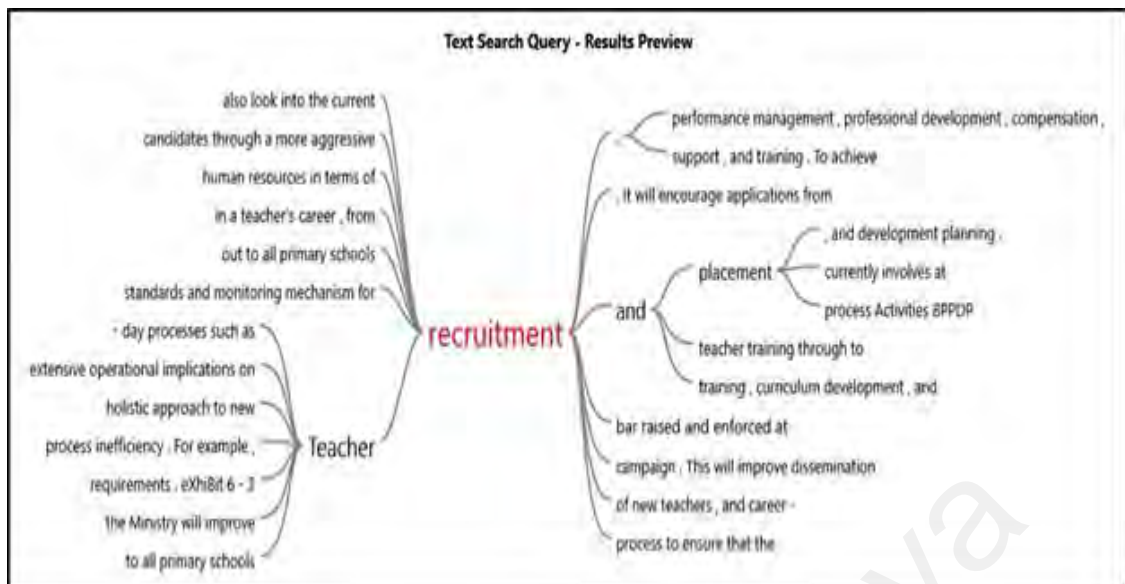 Text Search Query - Results Preview
also look into the current
candidates through a more aggressive
human resources in terms of
in a teacher's career , from
out to all primary schools
standards and monitoring mechanism for
- day processes such as
extensive operational implications on
holistic approach to new
process inefficiency . For example ,
requirements . eXhiBit 6 - 3
the Ministry will improve
to all primary schools
Teacher
recruitment
,
performance management , professional development , compensation ,
support , and training . To achieve
, it will encourage applications from
and
placement
, and development planning .
currently involves at
process Activities BPPDP
teacher training through to
training , curriculum development , and
bar raised and enforced at
campaign . This will improve dissemination
of new teachers , and career -
process to ensure that the